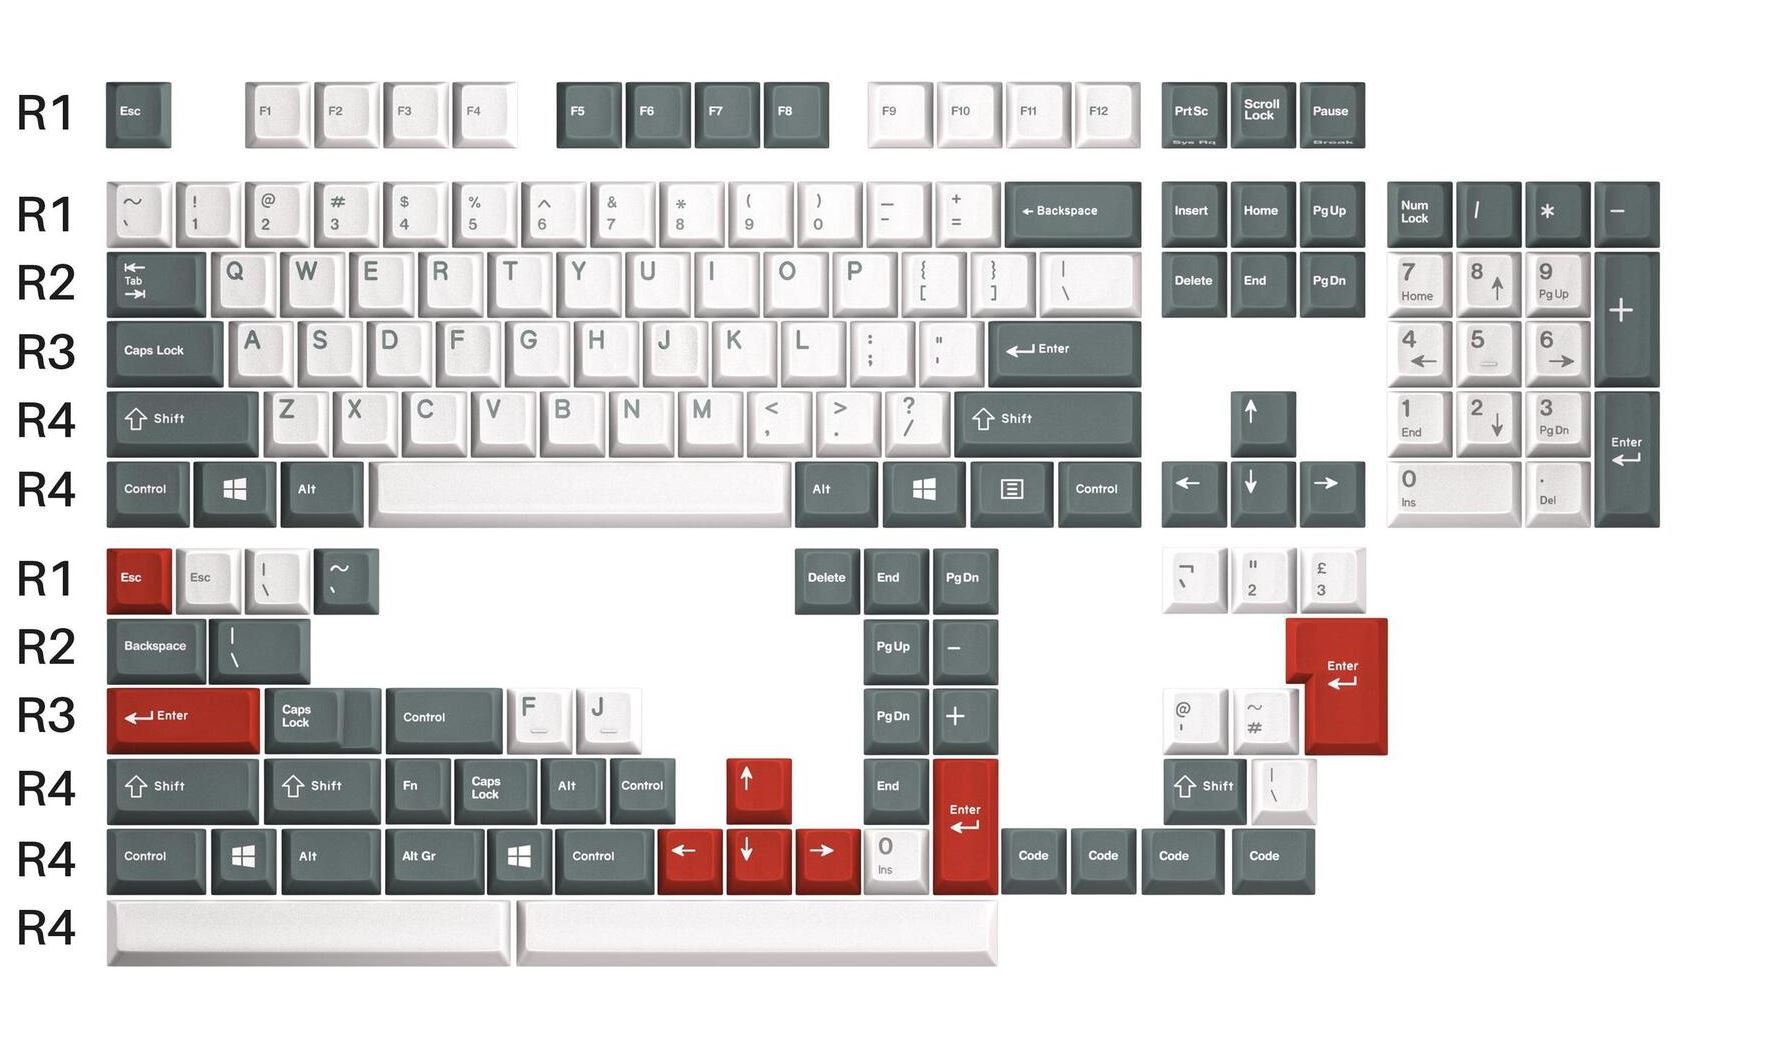 R1 Esc F1 F2 F3 F4 F5 F6 F7 F8 F9 F10 F11 F12 PrtSc Scroll Lock Pause
Sys Rq Break
R1 ~ ` ! 1 @ 2 # 3 $ 4 % 5 ^ 6 & 7 * 8 ( 9 ) 0 — - + = ← Backspace Insert Home PgUp Num Lock / * −
R2 Tab Q W E R T Y U I O P { [ } ] | \ Delete End PgDn 7 Home 8 ↑ 9 PgUp +
R3 Caps Lock A S D F G H J K L : ; " ' Enter 4 ← 5 6 →
R4 Shift Z X C V B N M < , > . ? / Shift ↑ 1 End 2 ↓ 3 PgDn Enter
R4 Control Alt Alt Control ← ↓ → 0 Ins . Del
R1 Esc Esc | \ ~ ` Delete End PgDn ¬ ` " 2 £ 3
R2 Backspace | \ PgUp − Enter
R3 Enter Caps Lock Control F J PgDn + @ ' ~ #
R4 Shift Shift Fn Caps Lock Alt Control ↑ End Enter Shift | \
R4 Control Alt Alt Gr Control ← ↓ → 0 Ins Code Code Code Code
R4